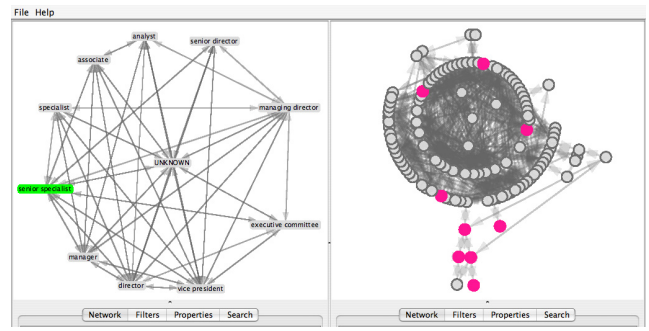 File Help
analyst
senior director
associate
specialist
managing director
UNKNOWN
senior specialist
executive committee
manager
director
vice president
Network Filters Properties Search
Network Filters Properties Search